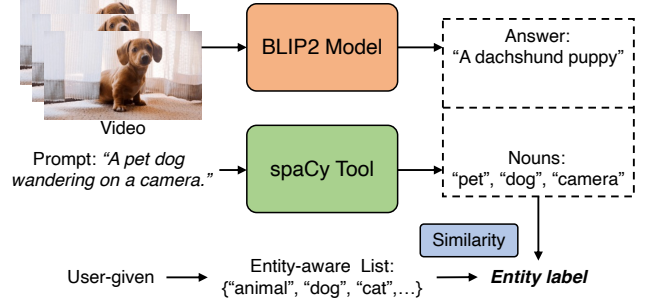 BLIP2 Model
Answer:
“A dachshund puppy”
Video
Prompt: “A pet dog
wandering on a camera.”
spaCy Tool
Nouns:
“pet”, “dog”, “camera”
Similarity
User-given
Entity-aware List:
{“animal”, “dog”, “cat”,…}
Entity label